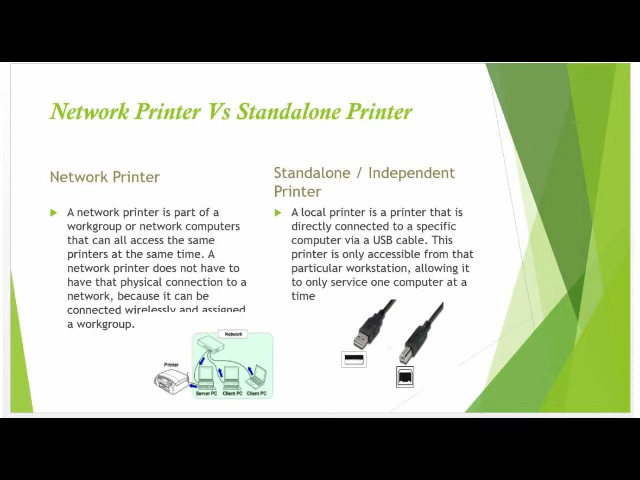 Network Printer Vs Standalone Printer
Network Printer
A network printer is part of a
workgroup or network computers
that can all access the same
printers at the same time. A
network printer does not have to
have that physical connection to a
network, because it can be
connected wirelessly and assigned
a workgroup.
Standalone / Independent
Printer
A local printer is a printer that is
directly connected to a specific
computer via a USB cable. This
printer is only accessible from that
particular workstation, allowing it
to only service one computer at a
time
Network
Printer
Server PC Client PC Client PC